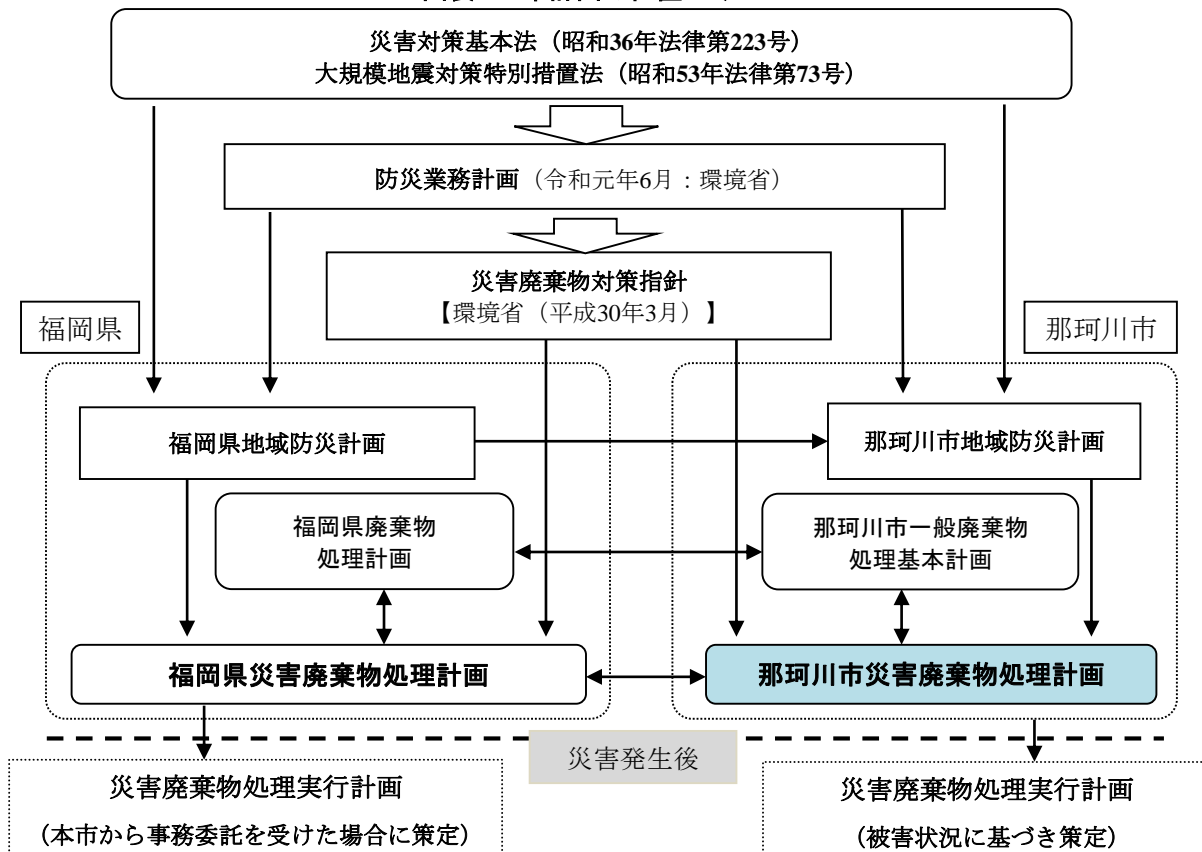 災害対策基本法（昭和36年法律第223号）
大規模地震対策特別措置法（昭和53年法律第73号）
防災業務計画（令和元年6月：環境省）
災害廃棄物対策指針
【環境省（平成30年3月）】
福岡県
那珂川市
福岡県地域防災計画
那珂川市地域防災計画
福岡県廃棄物
処理計画
那珂川市一般廃棄物
処理基本計画
福岡県災害廃棄物処理計画
那珂川市災害廃棄物処理計画
災害発生後
災害廃棄物処理実行計画
（本市から事務委託を受けた場合に策定）
災害廃棄物処理実行計画
（被害状況に基づき策定）